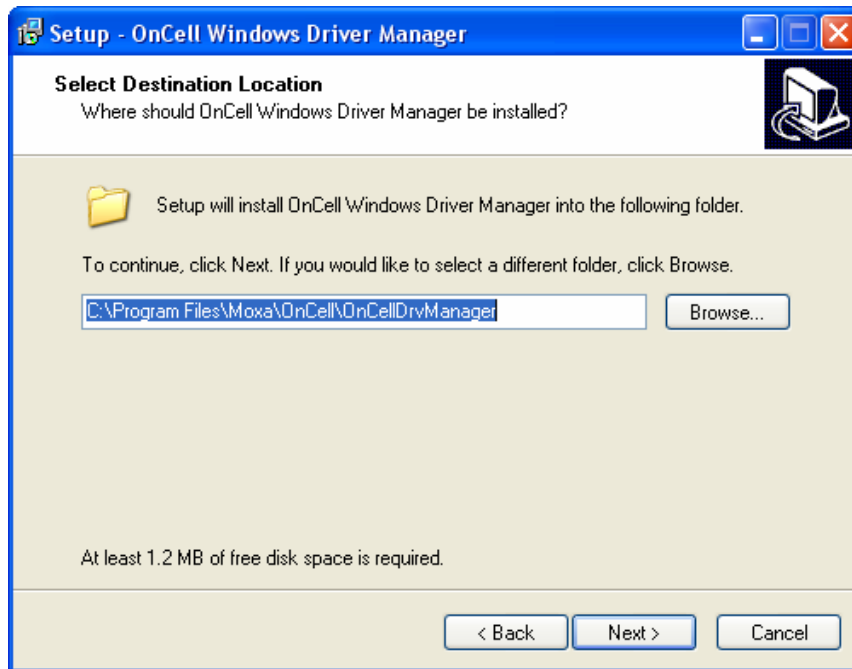 Setup - OnCell Windows Driver Manager
Select Destination Location
Where should OnCell Windows Driver Manager be installed?
Setup will install OnCell Windows Driver Manager into the following folder.
To continue, click Next. If you would like to select a different folder, click Browse.
C:\Program Files\Moxa\OnCell\OnCellDrvManager
Browse...
At least 1.2 MB of free disk space is required.
< Back
Next >
Cancel